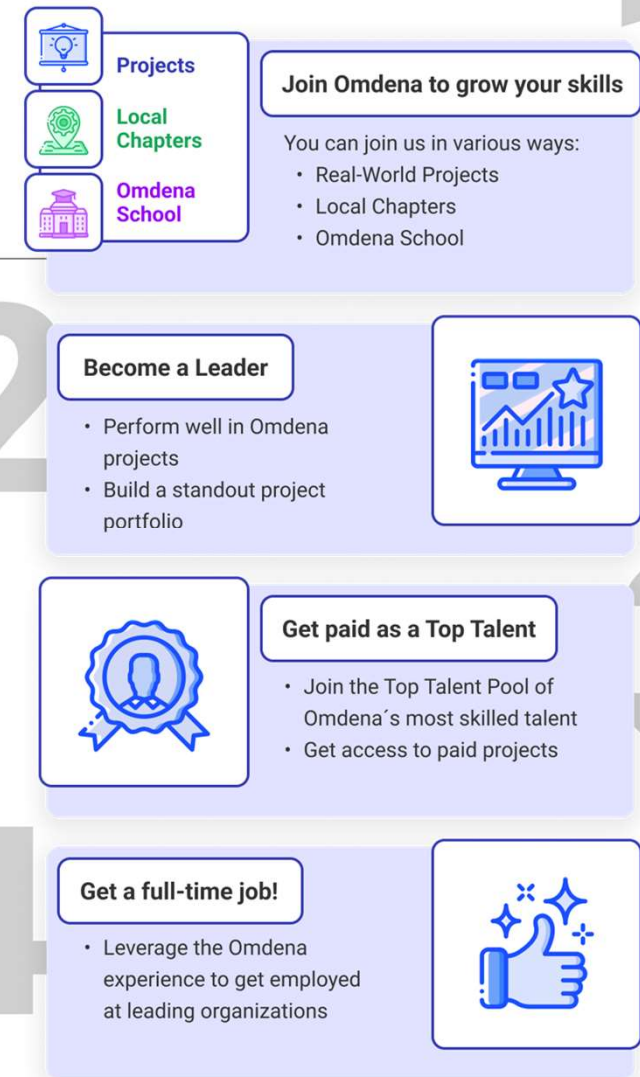 Projects
Local
Chapters
Omdena
School
Join Omdena to grow your skills
You can join us in various ways:
• Real-World Projects
• Local Chapters
• Omdena School
2
Become a Leader
• Perform well in Omdena
projects
• Build a standout project
portfolio
Get paid as a Top Talent
• Join the Top Talent Pool of
Omdena´s most skilled talent
• Get access to paid projects
Get a full-time job!
• Leverage the Omdena
experience to get employed
at leading organizations